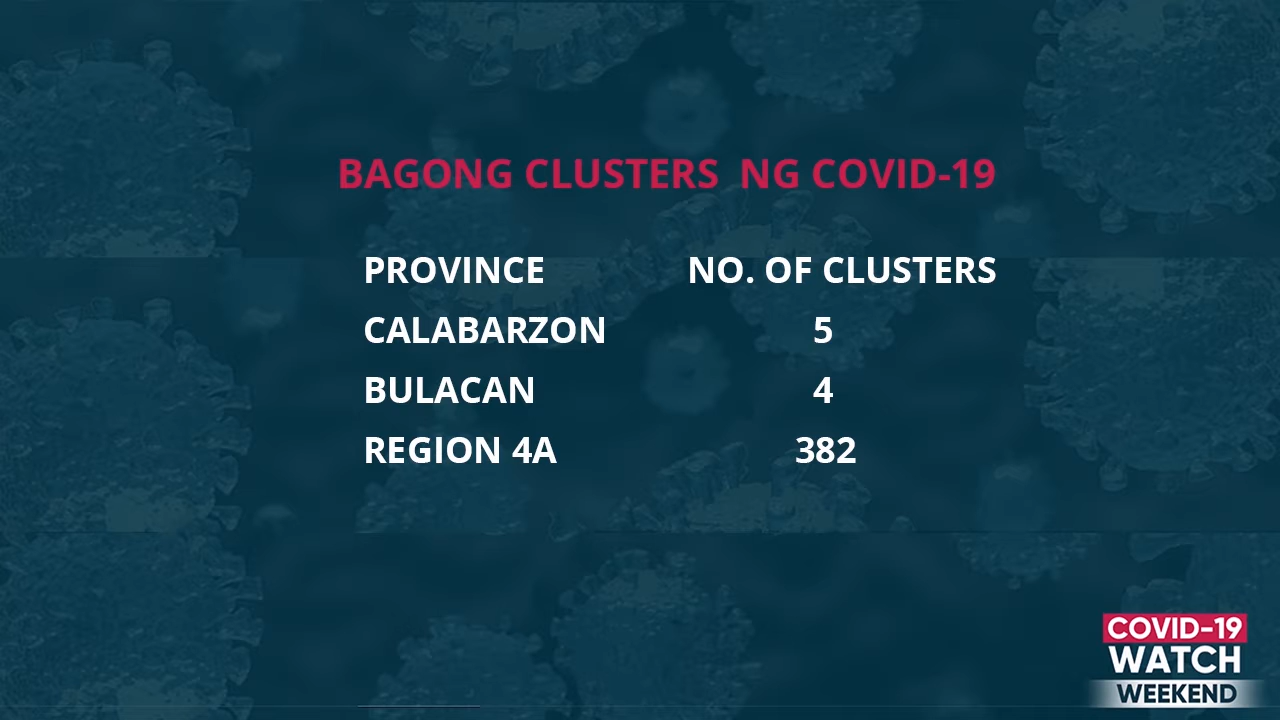 BAGONG CLUSTERS NG COVID-19
PROVINCE NO. OF CLUSTERS
CALABARZON 5
BULACAN 4
REGION 4A 382
COVID-19
WATCH
WEEKEND